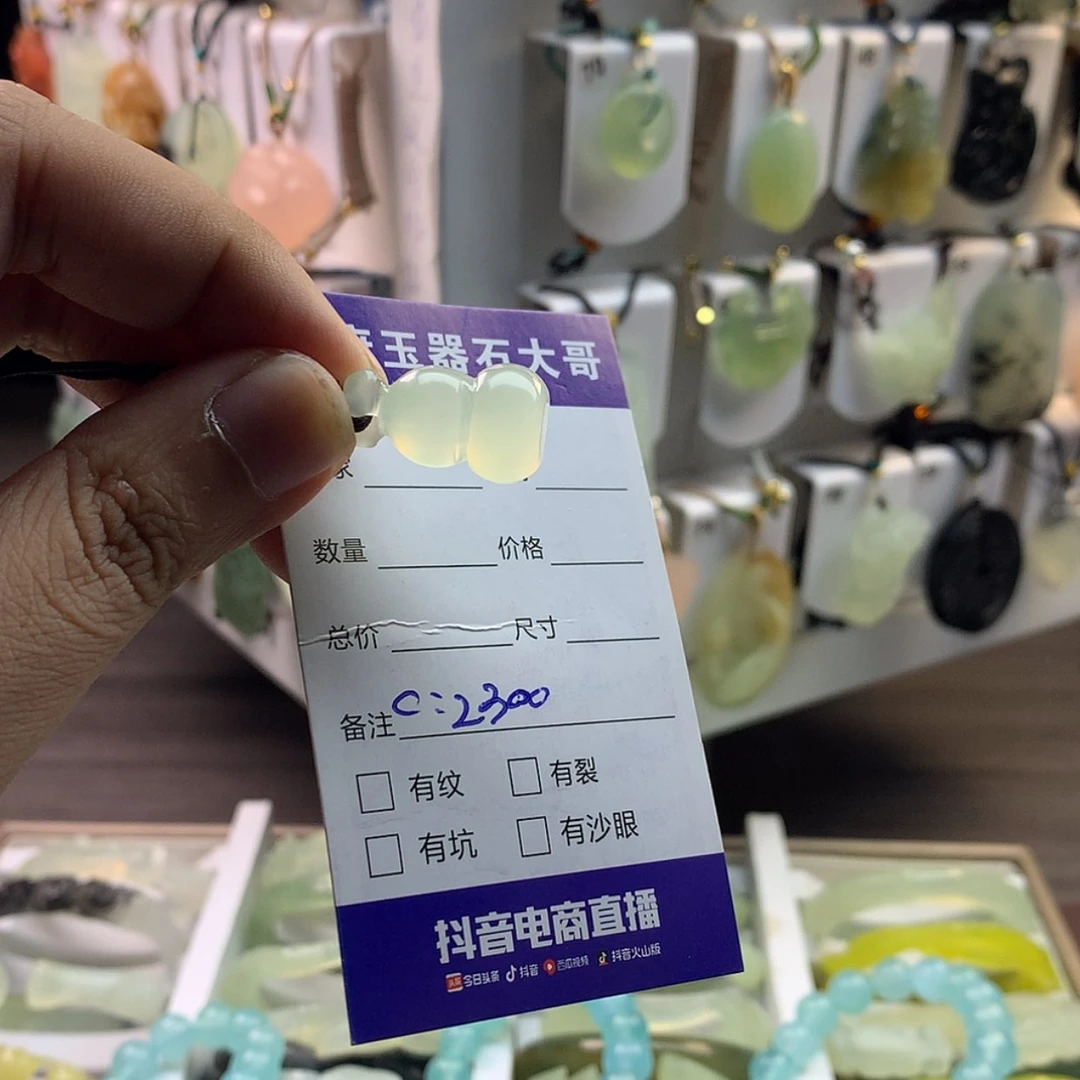 玉器石大哥
数量 价格
总价 尺寸
备注 C:2300
有纹 有裂
有坑 有沙眼
抖音电商直播
头条 今日头条 抖音 西瓜视频 抖音火山版